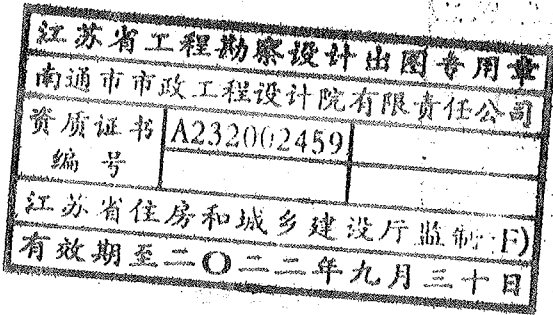 江苏省工程勘察设计出图专用章
南通市市政工程设计院有限责任公司
资质证书 A232002459
编号
江苏省住房和城乡建设厅监制(F)
有效期至二〇二二年九月三十日